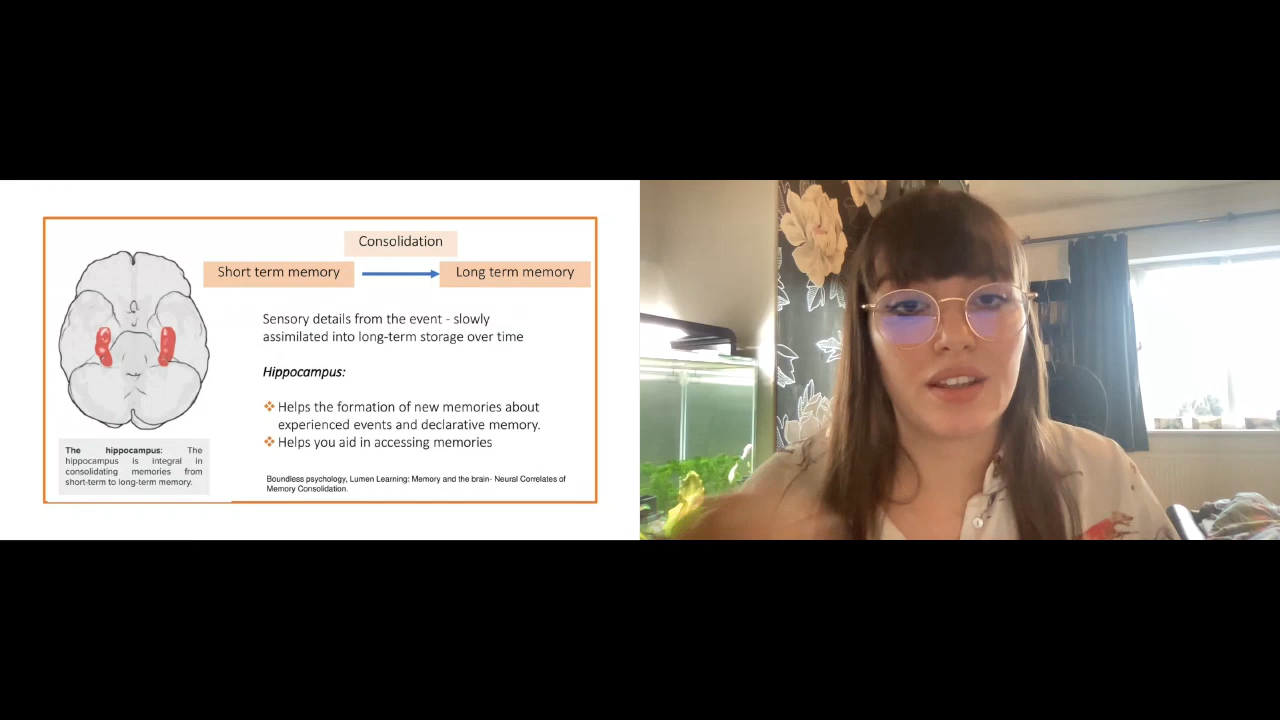 Consolidation
Short term memory
Long term memory
Sensory details from the event - slowly
assimilated into long-term storage over time
Hippocampus:
Helps the formation of new memories about
experienced events and declarative memory.
Helps you aid in accessing memories
The hippocampus: The
hippocampus is integral in
consolidating memories from
short-term to long-term memory.
Boundless psychology, Lumen Learning: Memory and the brain- Neural Correlates of
Memory Consolidation.